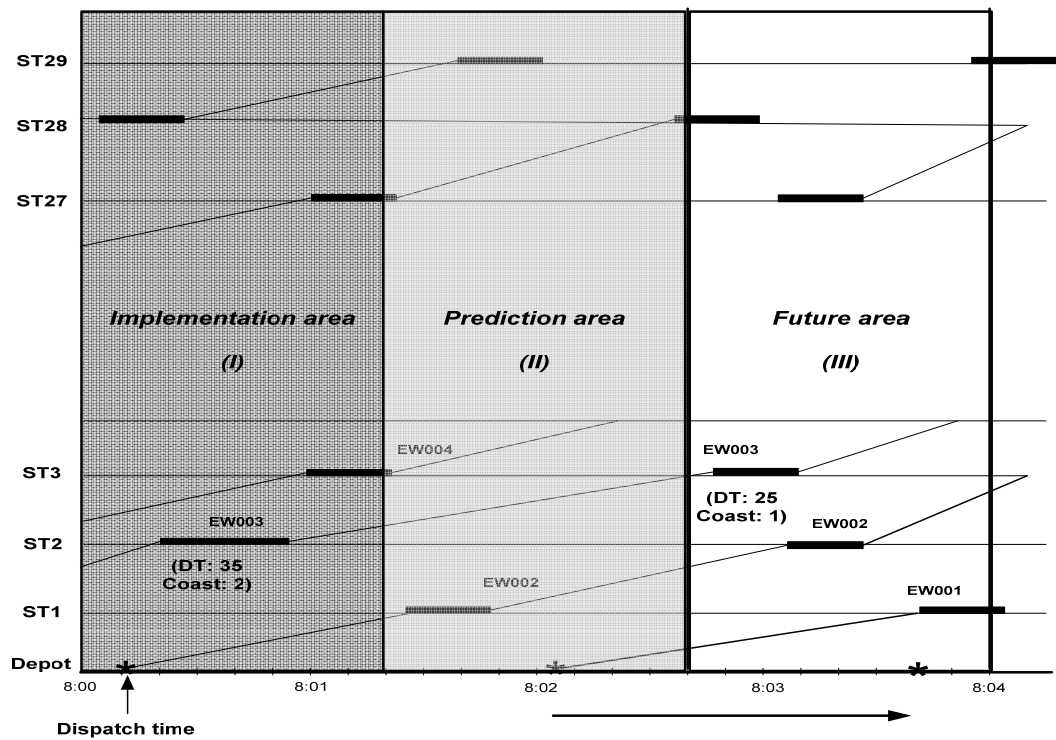 ST29
ST28
ST27
Implementation area
(I)
Prediction area
(II)
Future area
(III)
EW004
EW003
ST3
(DT: 25
Coast: 1)
EW003
EW002
ST2
(DT: 35
Coast: 2)
EW002
EW001
ST1
Depot
8:00
8:01
8:02
8:03
8:04
Dispatch time